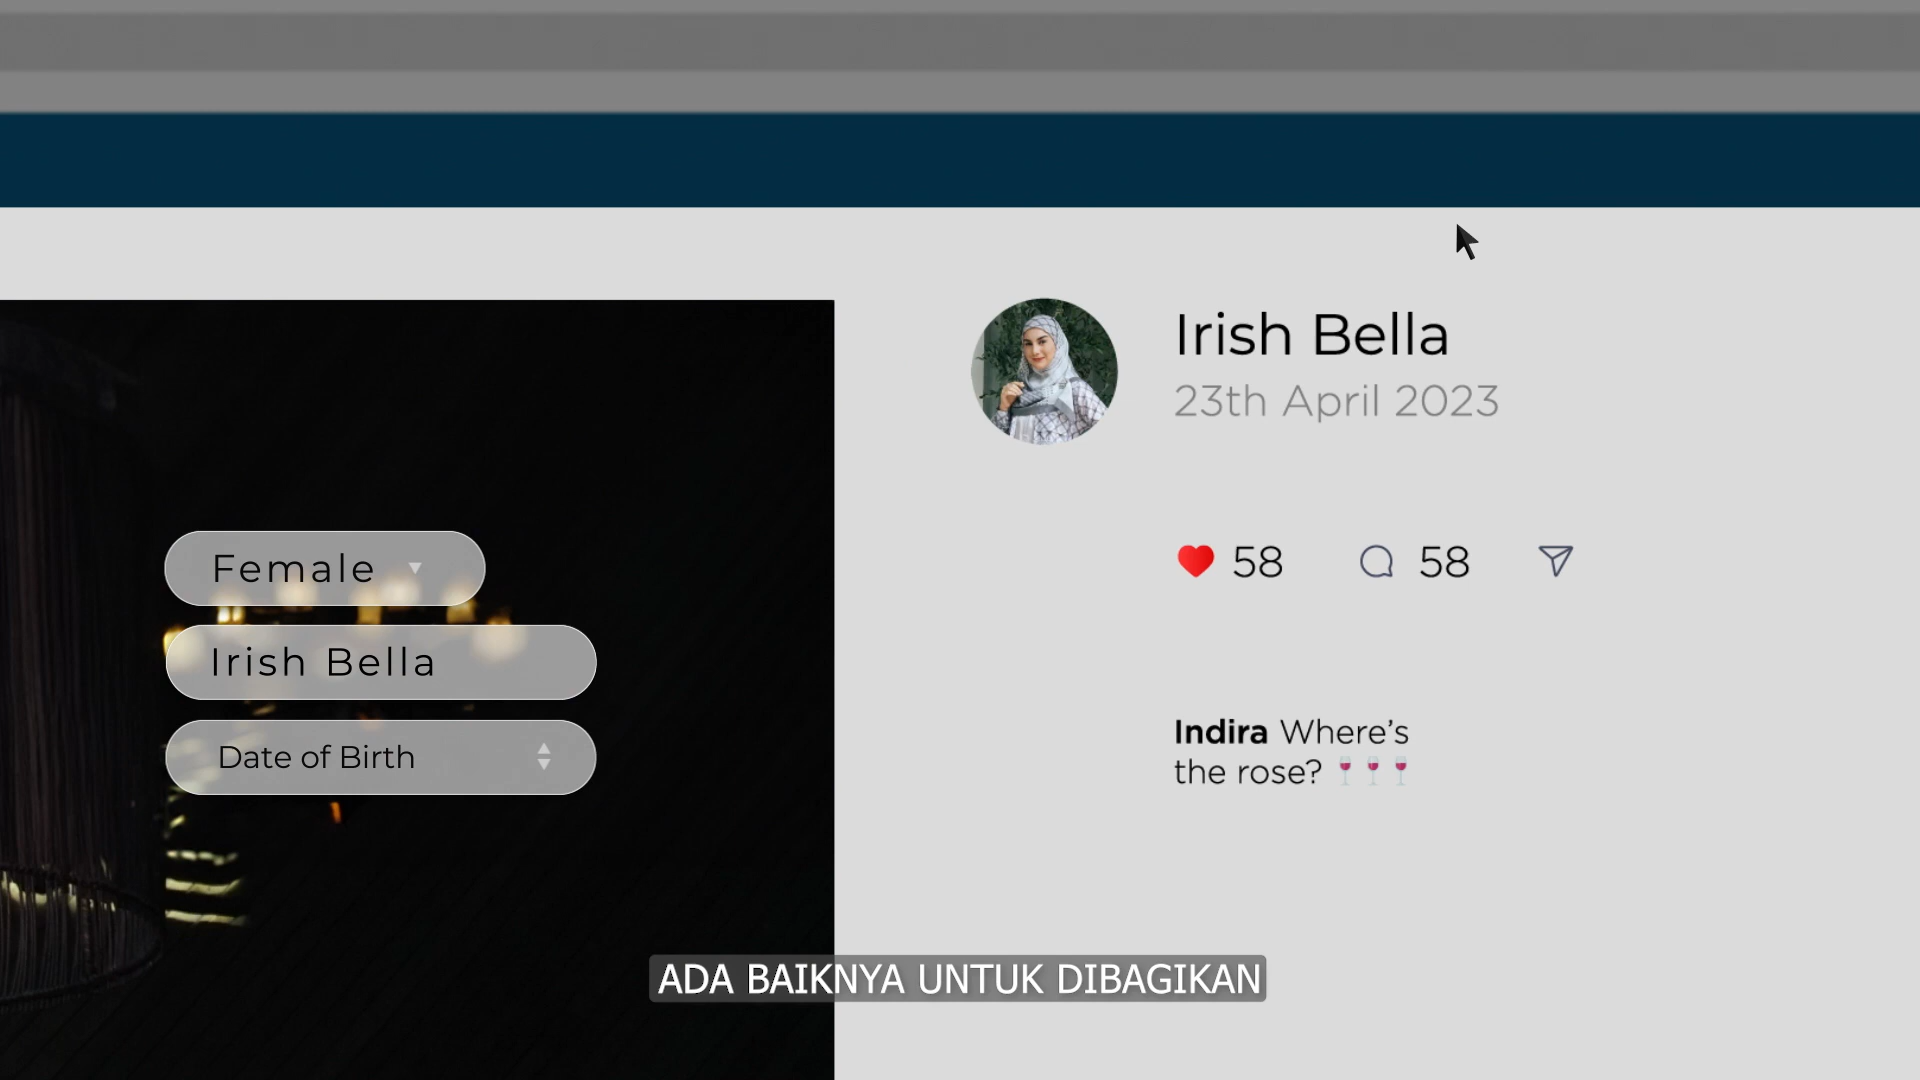 Irish Bella
23th April 2023
58 58
Female
Irish Bella
Date of Birth
Indira Where's
the rose? 🍷🍷🍷
ADA BAIKNYA UNTUK DIBAGIKAN